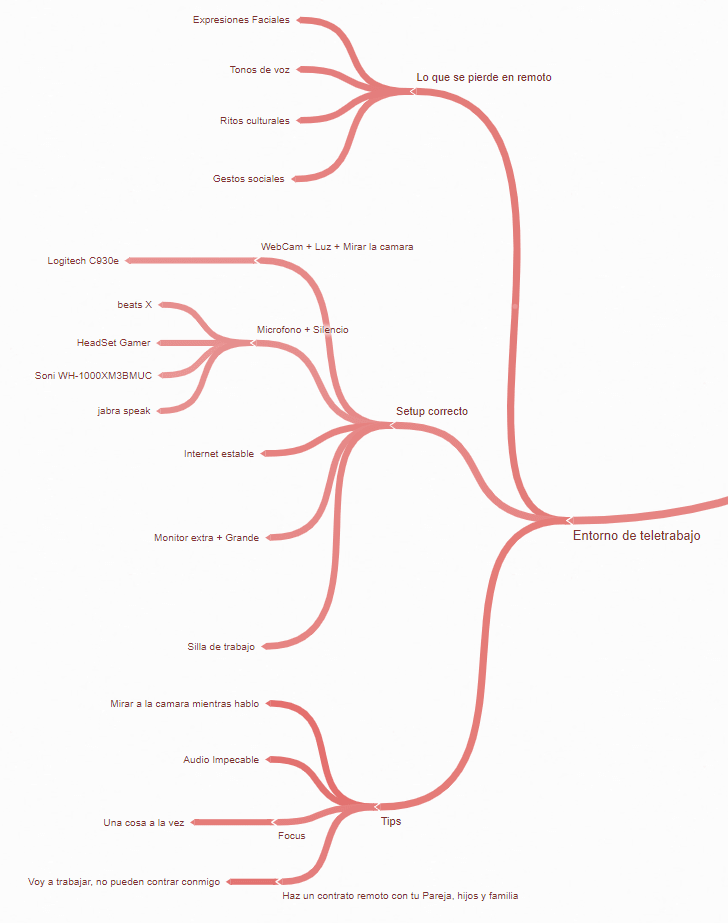 Expresiones Faciales
Tonos de voz
Lo que se pierde en remoto
Ritos culturales
Gestos sociales
WebCam + Luz + Mirar la camara
Logitech C930e
beats X
Microfono + Silencio
HeadSet Gamer
Soni WH-1000XM3BMUC
jabra speak
Setup correcto
Internet estable
Monitor extra + Grande
Entorno de teletrabajo
Silla de trabajo
Mirar a la camara mientras hablo
Audio Impecable
Tips
Una cosa a la vez
Focus
Voy a trabajar, no pueden contrar conmigo
Haz un contrato remoto con tu Pareja, hijos y familia